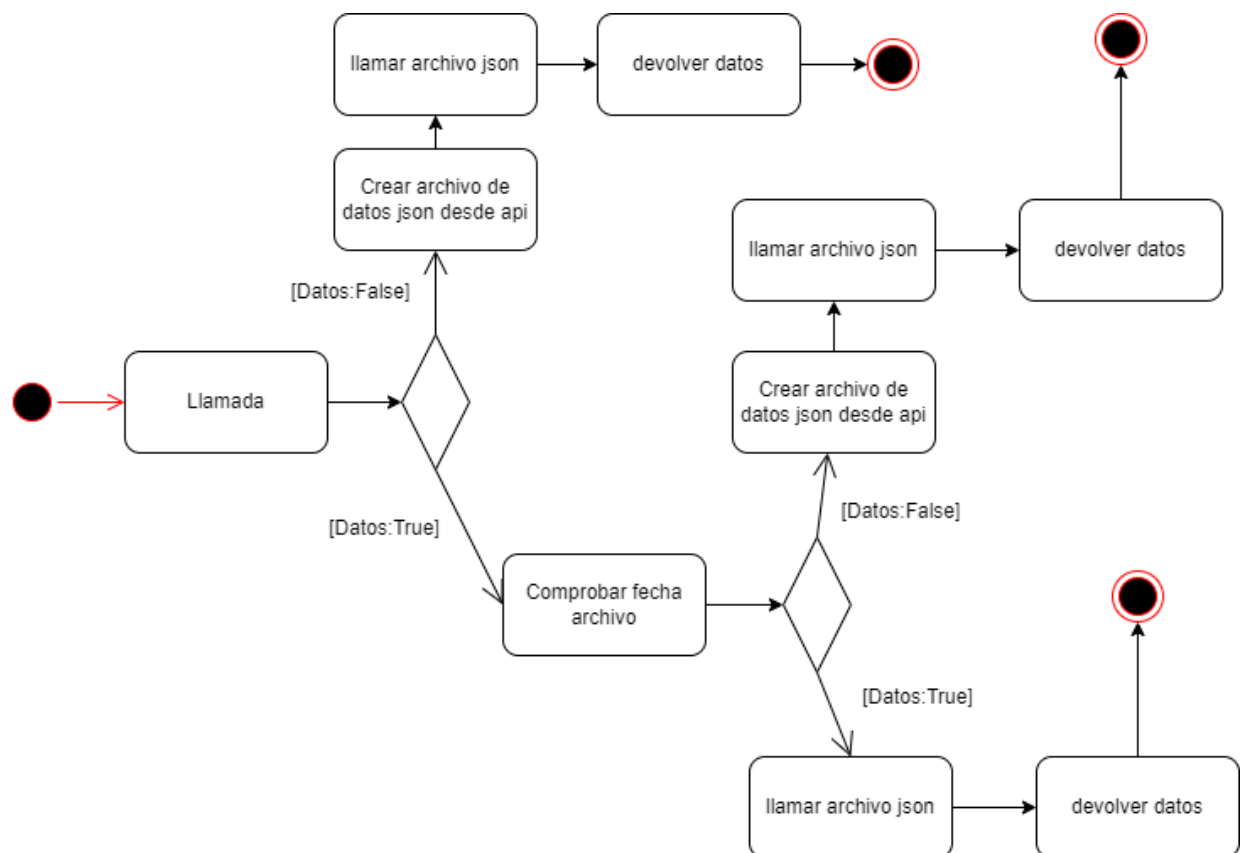 llamar archivo json
devolver datos
Crear archivo de
datos json desde api
[Datos:False]
Llamada
[Datos:True]
Comprobar fecha
archivo
llamar archivo json
devolver datos
Crear archivo de
datos json desde api
[Datos:False]
[Datos:True]
llamar archivo json
devolver datos